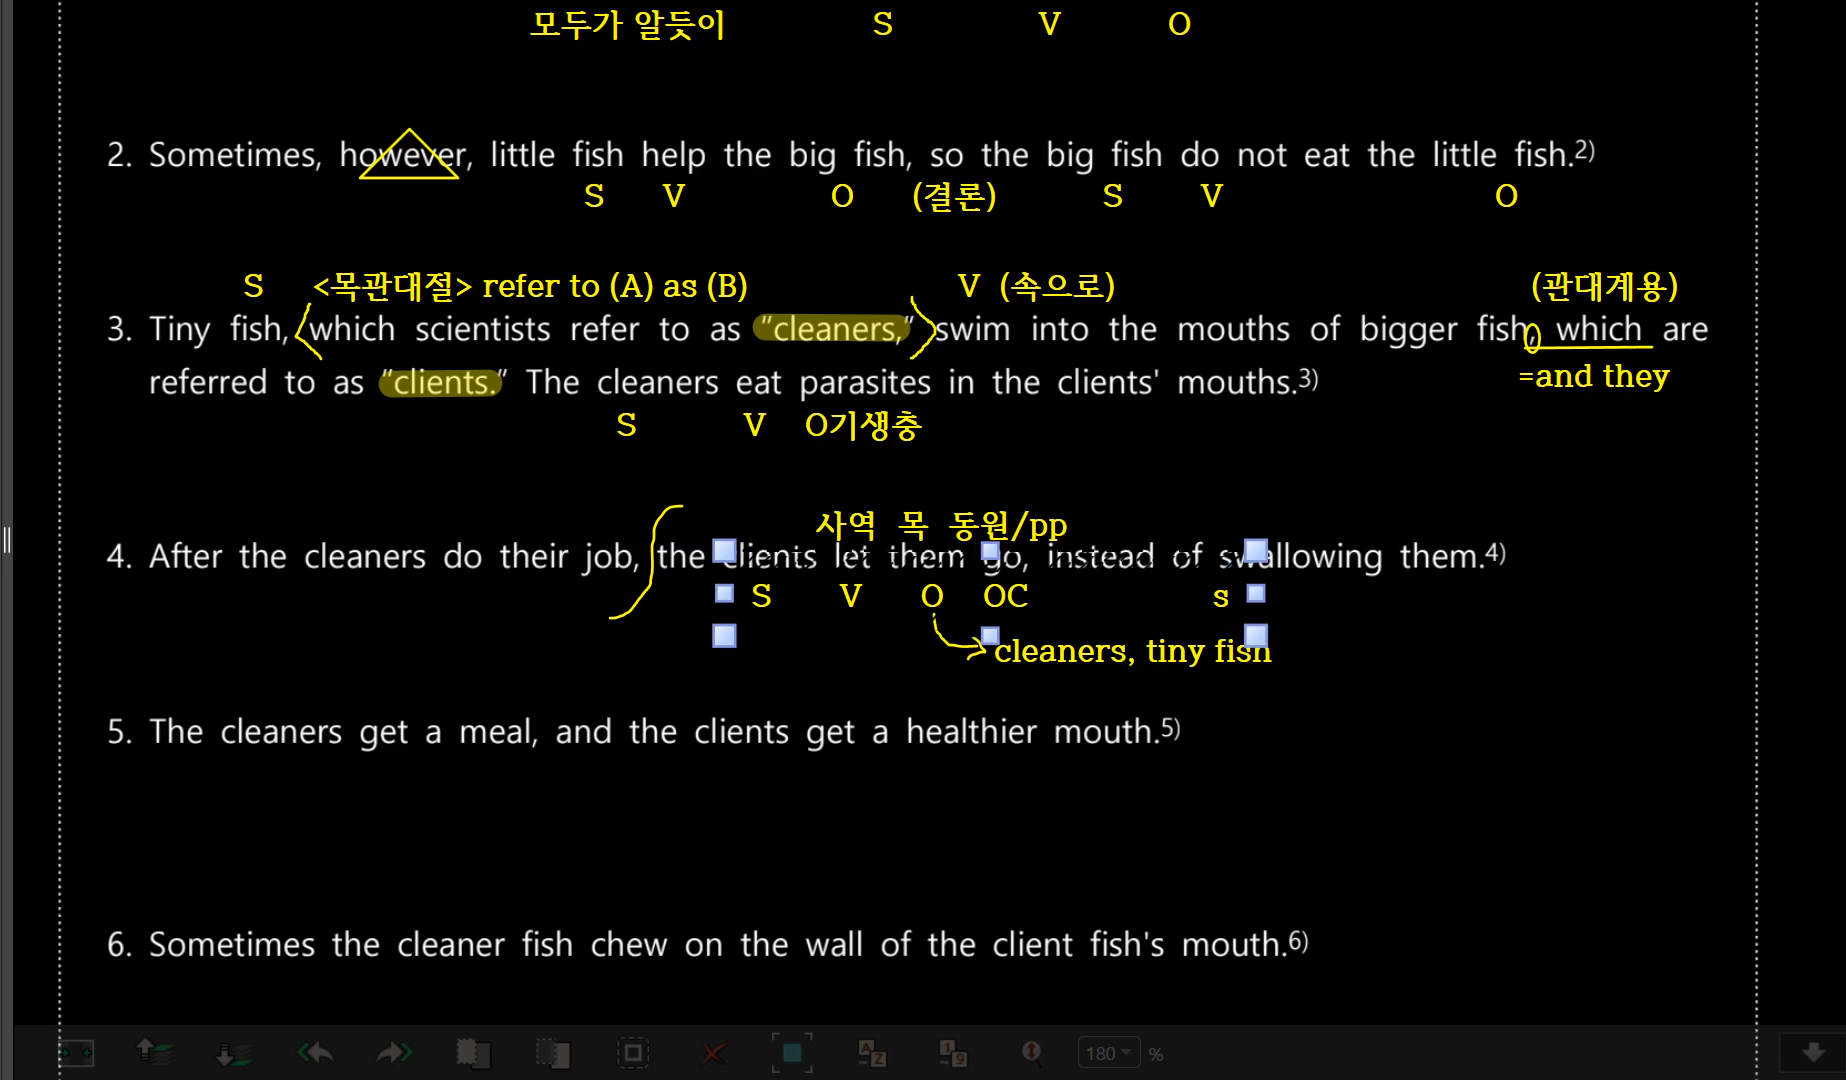 모두가 알듯이 S V O
2. Sometimes, however, little fish help the big fish, so the big fish do not eat the little fish.2)
S V O (결론) S V O
S <목관대절> refer to (A) as (B) V (속으로) (관대계용)
3. Tiny fish, which scientists refer to as "cleaners," swim into the mouths of bigger fish, which are
referred to as "clients." The cleaners eat parasites in the clients' mouths.3)
=and they
S V O기생충
사역 목 동원/pp
4. After the cleaners do their job, the clients let them go, instead of swallowing them.4)
S V O OC s
cleaners, tiny fish
5. The cleaners get a meal, and the clients get a healthier mouth.5)
6. Sometimes the cleaner fish chew on the wall of the client fish's mouth.6)
180 %